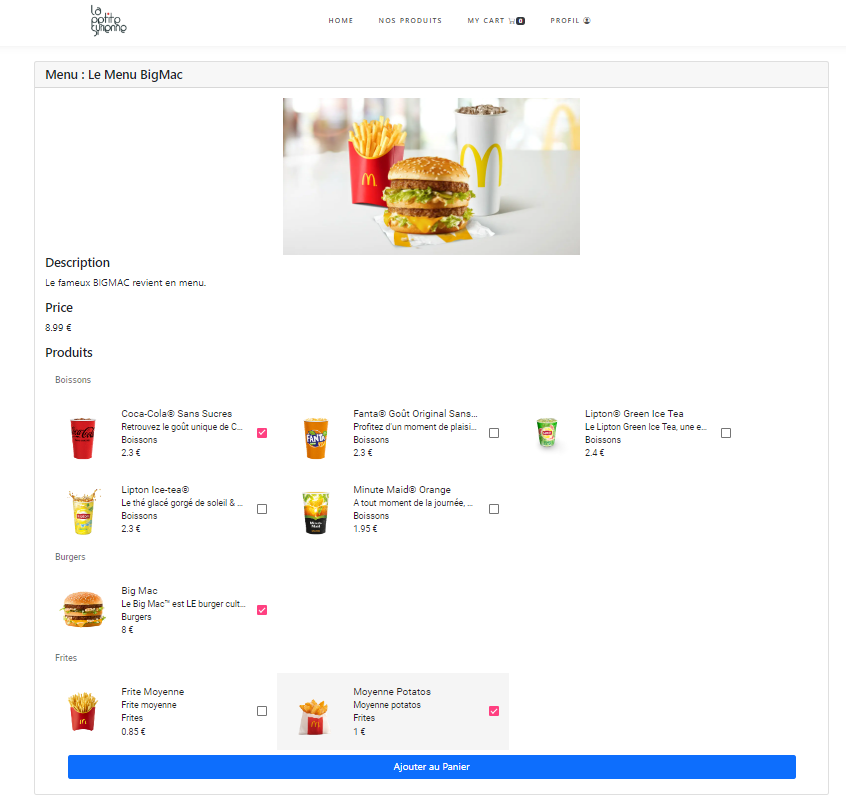 La
petite
HOME
NOS PRODUITS
MY CART 0
PROFIL
Menu : Le Menu BigMac
Description
Le fameux BIGMAC revient en menu.
Price
8.99 €
Produits
Boissons
Coca-Cola® Sans Sucres
Retrouvez le goût unique de C...
Boissons
2.3 €
Fanta® Goût Original Sans...
Profitez d'un moment de plaisi...
Boissons
2.3 €
Lipton® Green Ice Tea
Le Lipton Green Ice Tea, une e...
Boissons
2.4 €
Lipton Ice-tea®
Le thé glacé gorgé de soleil & ...
Boissons
2.3 €
Minute Maid® Orange
A tout moment de la journée, ...
Boissons
1.95 €
Burgers
Big Mac
Le Big Mac™ est LE burger cult...
Burgers
8 €
Frites
Frite Moyenne
Frite moyenne
Frites
0.85 €
Moyenne Potatos
Moyenne potatos
Frites
1 €
Ajouter au Panier